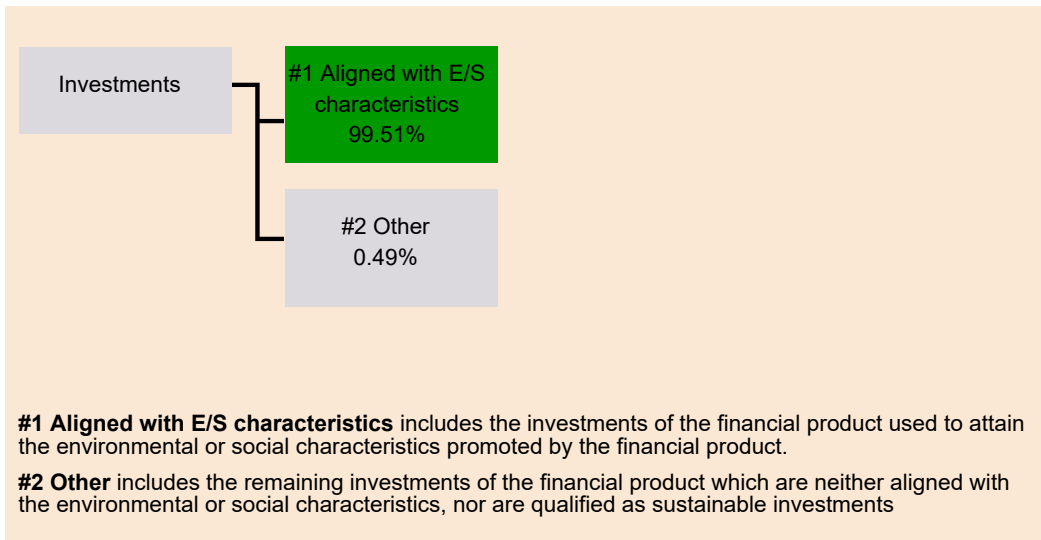 Investments
#1 Aligned with E/S
characteristics
99.51%
#2 Other
0.49%
#1 Aligned with E/S characteristics includes the investments of the financial product used to attain
the environmental or social characteristics promoted by the financial product.
#2 Other includes the remaining investments of the financial product which are neither aligned with
the environmental or social characteristics, nor are qualified as sustainable investments